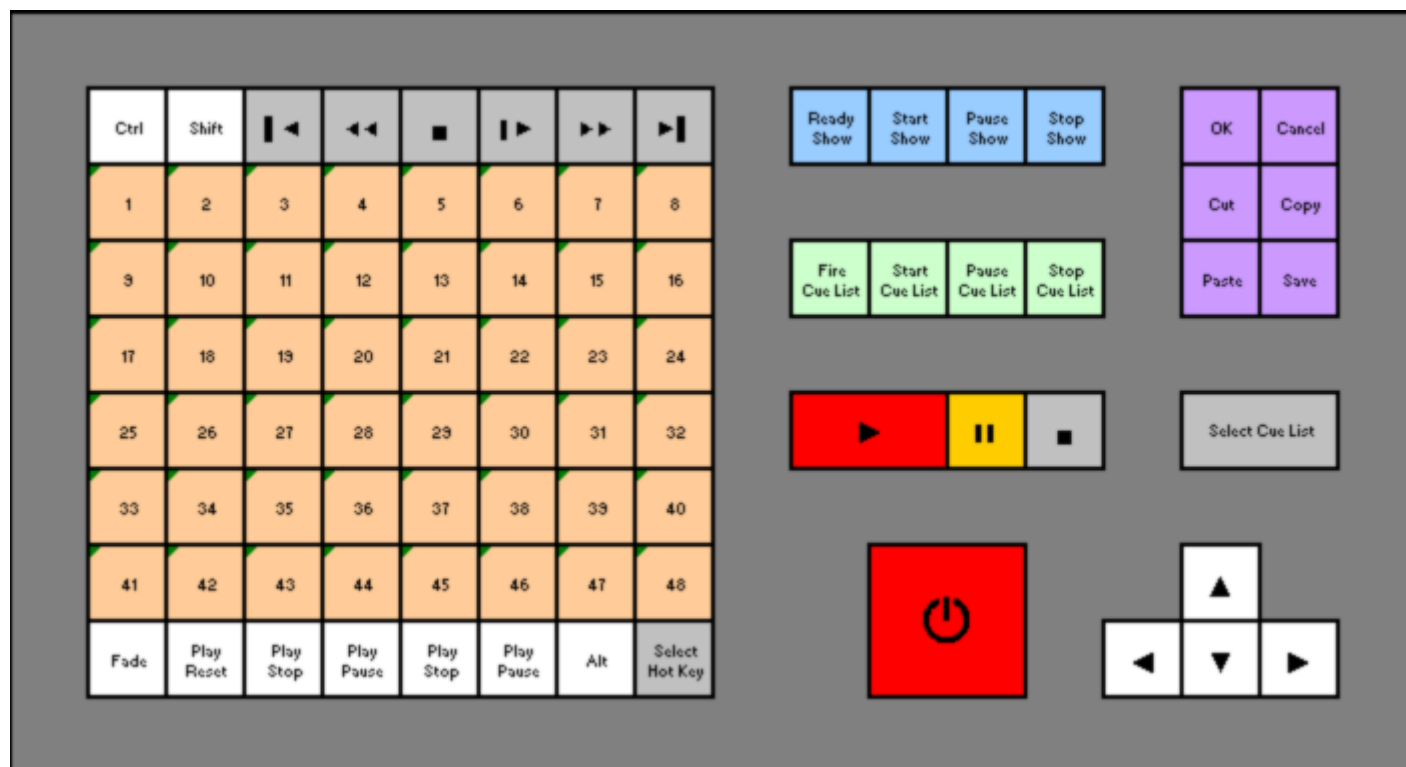 Ctrl
Shift
1
2
3
4
5
6
7
8
9
10
11
12
13
14
15
16
17
18
19
20
21
22
23
24
25
26
27
28
29
30
31
32
33
34
35
36
37
38
39
40
41
42
43
44
45
46
47
48
Fade
Play
Reset
Play
Stop
Play
Pause
Play
Stop
Play
Pause
Alt
Select
Hot Key
Ready
Show
Start
Show
Pause
Show
Stop
Show
Fire
Cue List
Start
Cue List
Pause
Cue List
Stop
Cue List
OK
Cancel
Cut
Copy
Paste
Save
Select Cue List